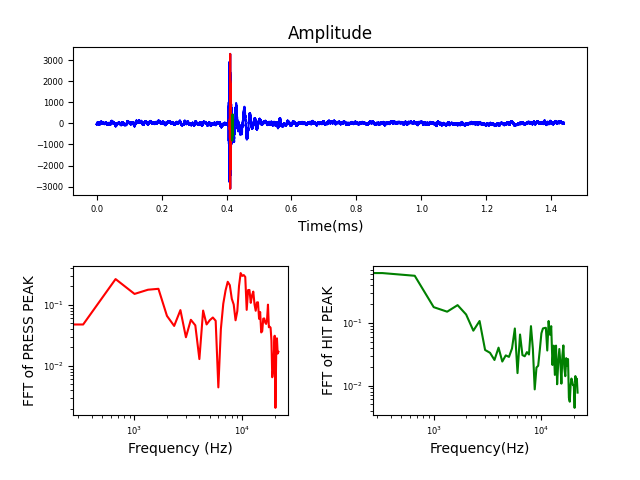 Amplitude
3000
2000
1000
0
−1000
−2000
−3000
0.0 0.2 0.4 0.6 0.8 1.0 1.2 1.4
Time(ms)
FFT of PRESS PEAK
10⁻¹
10⁻²
10³ 10⁴
Frequency (Hz)
FFT of HIT PEAK
10⁻¹
10⁻²
10³ 10⁴
Frequency(Hz)